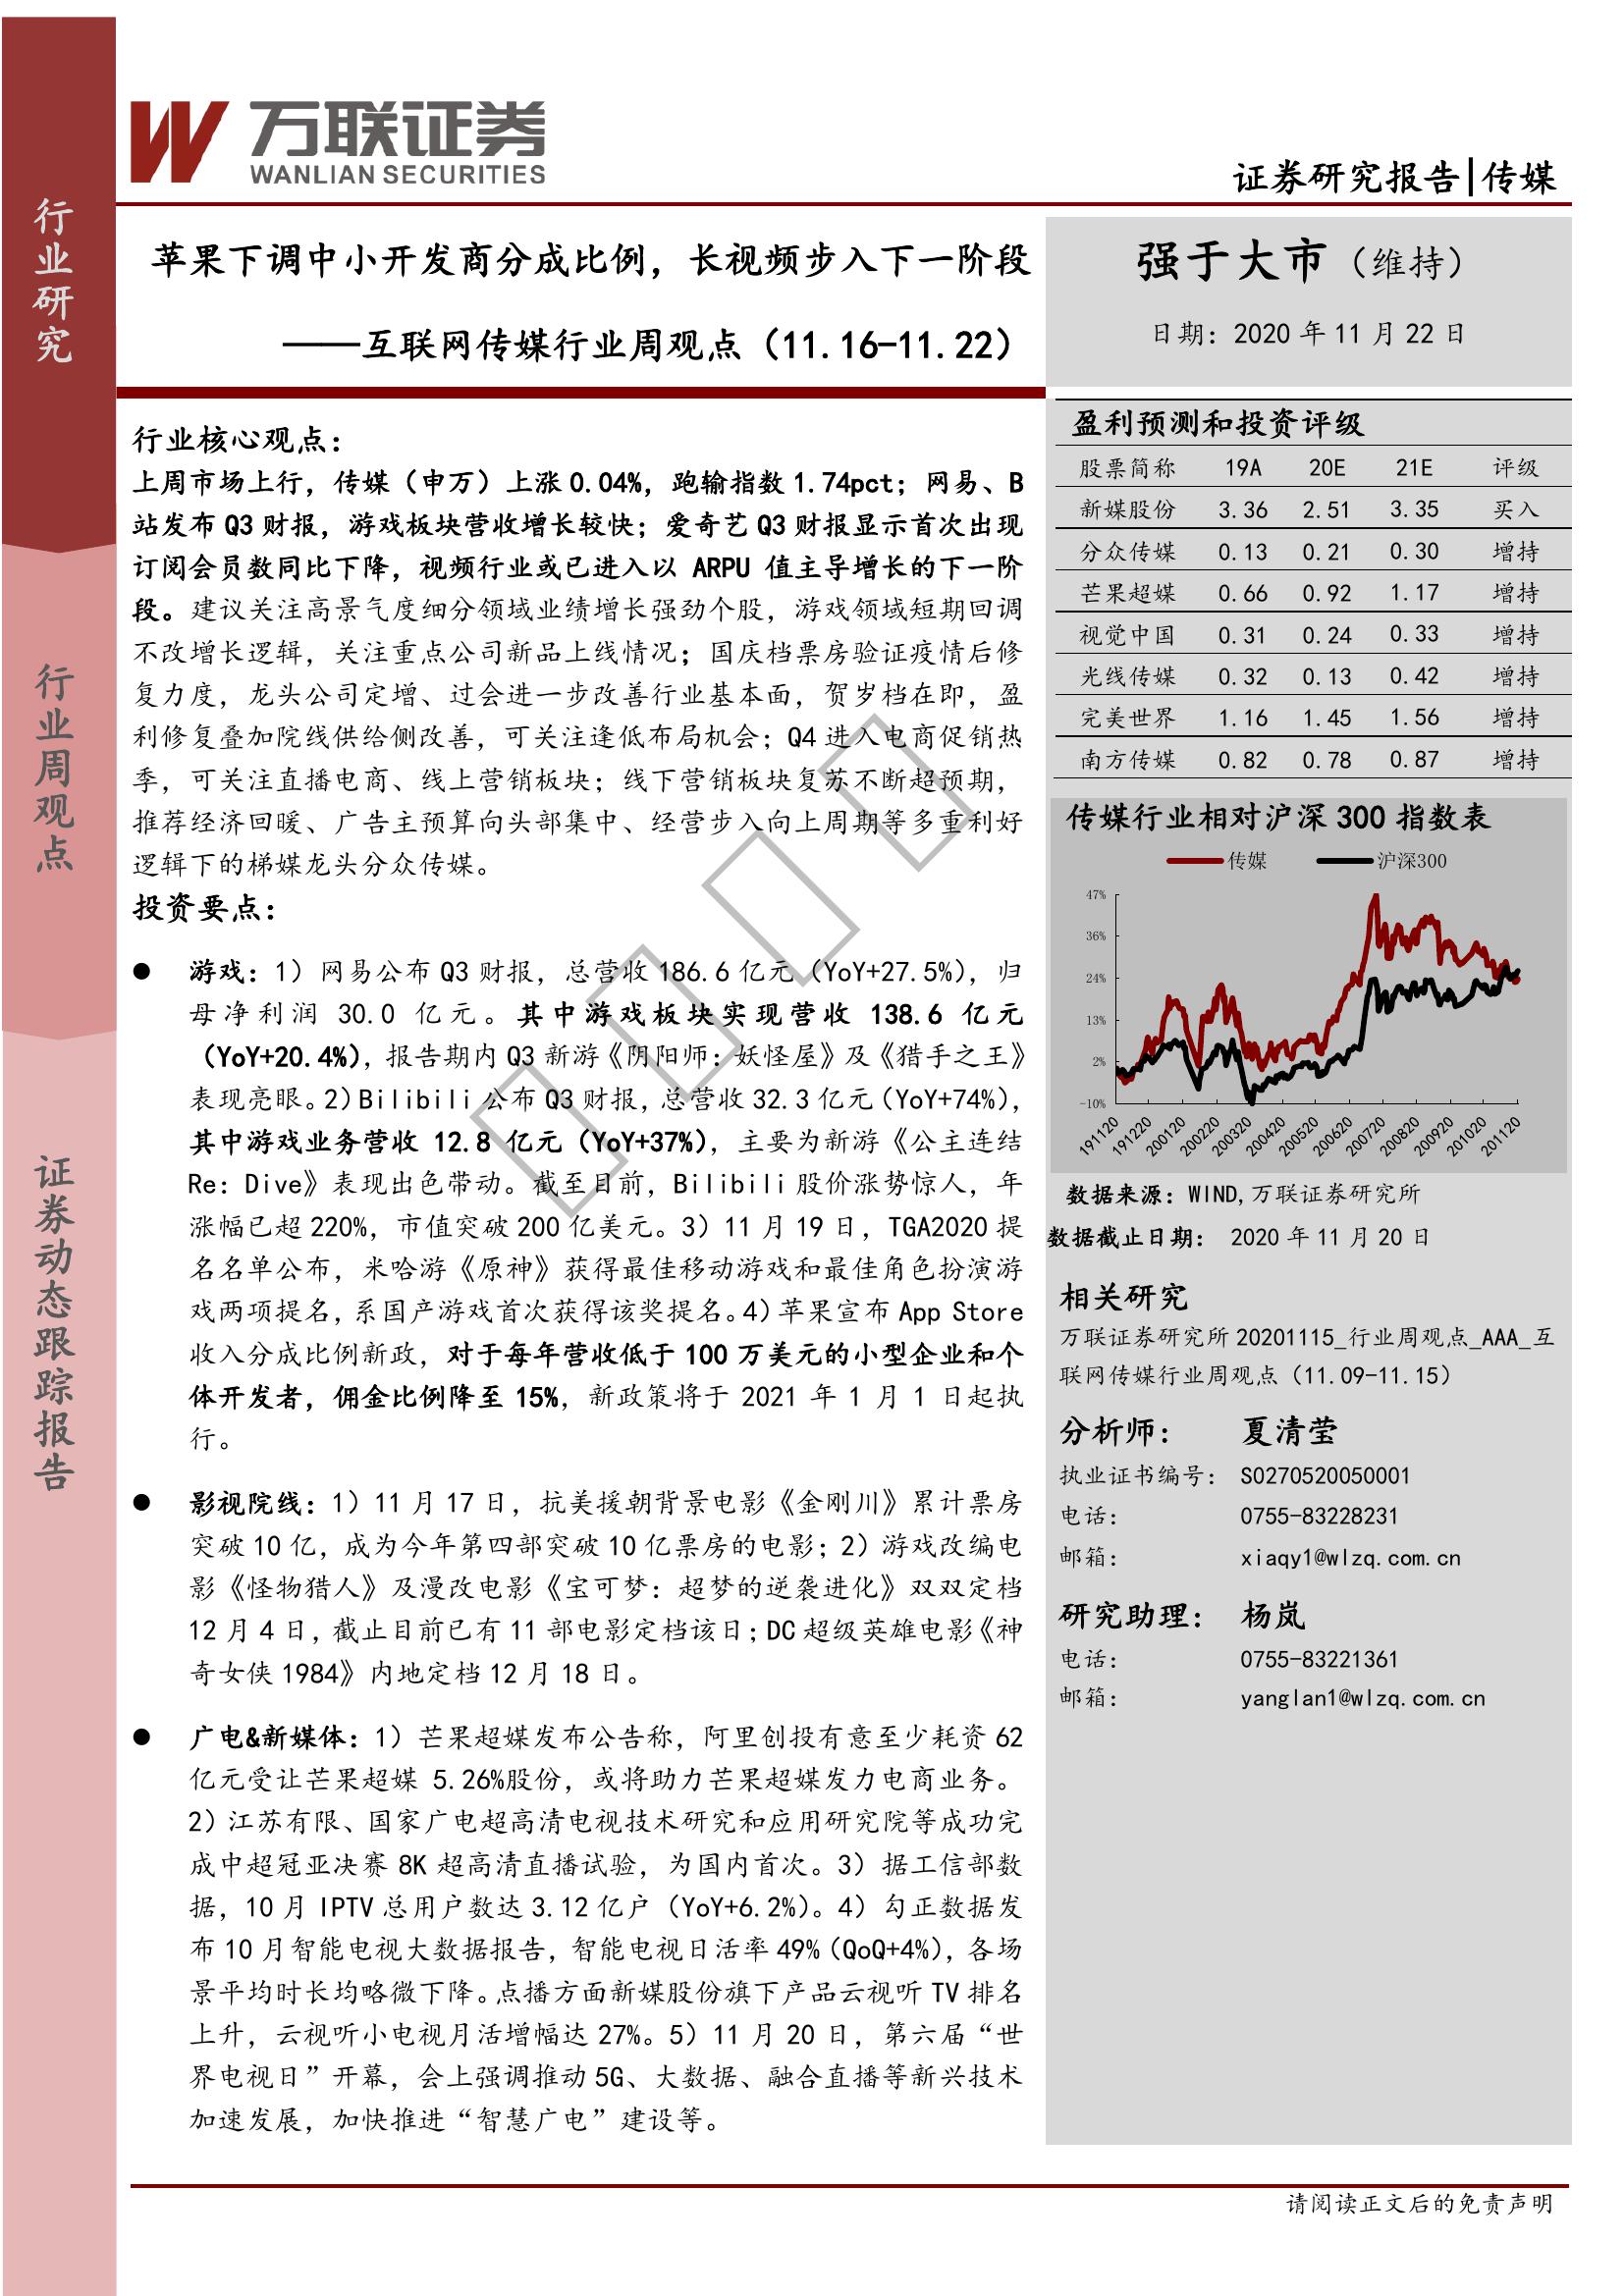 行业研究
行业周观点
证券动态跟踪报告
万联证券
WANLIAN SECURITIES
证券研究报告|传媒
苹果下调中小开发商分成比例，长视频步入下一阶段
——互联网传媒行业周观点（11.16-11.22）
强于大市（维持）
日期：2020 年 11 月 22 日
行业核心观点：
上周市场上行，传媒（申万）上涨 0.04%，跑输指数 1.74pct；网易、B
站发布 Q3 财报，游戏板块营收增长较快；爱奇艺 Q3 财报显示首次出现
订阅会员数同比下降，视频行业或已进入以 ARPU 值主导增长的下一阶
段。建议关注高景气度细分领域业绩增长强劲个股，游戏领域短期回调
不改增长逻辑，关注重点公司新品上线情况；国庆档票房验证疫情后修
复力度，龙头公司定增、过会进一步改善行业基本面，贺岁档在即，盈
利修复叠加院线供给侧改善，可关注逢低布局机会；Q4 进入电商促销热
季，可关注直播电商、线上营销板块；线下营销板块复苏不断超预期，
推荐经济回暖、广告主预算向头部集中、经营步入向上周期等多重利好
逻辑下的梯媒龙头分众传媒。
投资要点：
● 游戏：1）网易公布 Q3 财报，总营收 186.6 亿元（YoY+27.5%），归
母净利润 30.0 亿元。其中游戏板块实现营收 138.6 亿元
（YoY+20.4%），报告期内 Q3 新游《阴阳师：妖怪屋》及《猎手之王》
表现亮眼。2）Bilibili 公布 Q3 财报，总营收 32.3 亿元（YoY+74%），
其中游戏业务营收 12.8 亿元（YoY+37%），主要为新游《公主连结
Re：Dive》表现出色带动。截至目前，Bilibili 股价涨势惊人，年
涨幅已超 220%，市值突破 200 亿美元。3）11 月 19 日，TGA2020 提
名名单公布，米哈游《原神》获得最佳移动游戏和最佳角色扮演游
戏两项提名，系国产游戏首次获得该奖提名。4）苹果宣布 App Store
收入分成比例新政，对于每年营收低于 100 万美元的小型企业和个
体开发者，佣金比例降至 15%，新政策将于 2021 年 1 月 1 日起执
行。
● 影视院线：1）11 月 17 日，抗美援朝背景电影《金刚川》累计票房
突破 10 亿，成为今年第四部突破 10 亿票房的电影；2）游戏改编电
影《怪物猎人》及漫改电影《宝可梦：超梦的逆袭进化》双双定档
12 月 4 日，截止目前已有 11 部电影定档该日；DC 超级英雄电影《神
奇女侠 1984》内地定档 12 月 18 日。
● 广电&新媒体：1）芒果超媒发布公告称，阿里创投有意至少耗资 62
亿元受让芒果超媒 5.26%股份，或将助力芒果超媒发力电商业务。
2）江苏有限、国家广电超高清电视技术研究和应用研究院等成功完
成中超冠亚决赛 8K 超高清直播试验，为国内首次。3）据工信部数
据，10 月 IPTV 总用户数达 3.12 亿户（YoY+6.2%）。4）勾正数据发
布 10 月智能电视大数据报告，智能电视日活率 49%（QoQ+4%），各场
景平均时长均略微下降。点播方面新媒股份旗下产品云视听 TV 排名
上升，云视听小电视月活增幅达 27%。5）11 月 20 日，第六届“世
界电视日”开幕，会上强调推动 5G、大数据、融合直播等新兴技术
加速发展，加快推进“智慧广电”建设等。
盈利预测和投资评级
股票简称 19A 20E 21E 评级
新媒股份 3.36 2.51 3.35 买入
分众传媒 0.13 0.21 0.30 增持
芒果超媒 0.66 0.92 1.17 增持
视觉中国 0.31 0.24 0.33 增持
光线传媒 0.32 0.13 0.42 增持
完美世界 1.16 1.45 1.56 增持
南方传媒 0.82 0.78 0.87 增持
传媒行业相对沪深 300 指数表
传媒 沪深300
47%
36%
24%
13%
2%
-10%
191120 191220 200120 200220 200320 200420 200520 200620 200720 200820 200920 201020 201120
数据来源：WIND,万联证券研究所
数据截止日期： 2020 年 11 月 20 日
相关研究
万联证券研究所 20201115_行业周观点_AAA_互
联网传媒行业周观点（11.09-11.15）
分析师： 夏清莹
执业证书编号： S0270520050001
电话： 0755-83228231
邮箱： xiaqy1@wlzq.com.cn
研究助理： 杨岚
电话： 0755-83221361
邮箱： yanglan1@wlzq.com.cn
请阅读正文后的免责声明